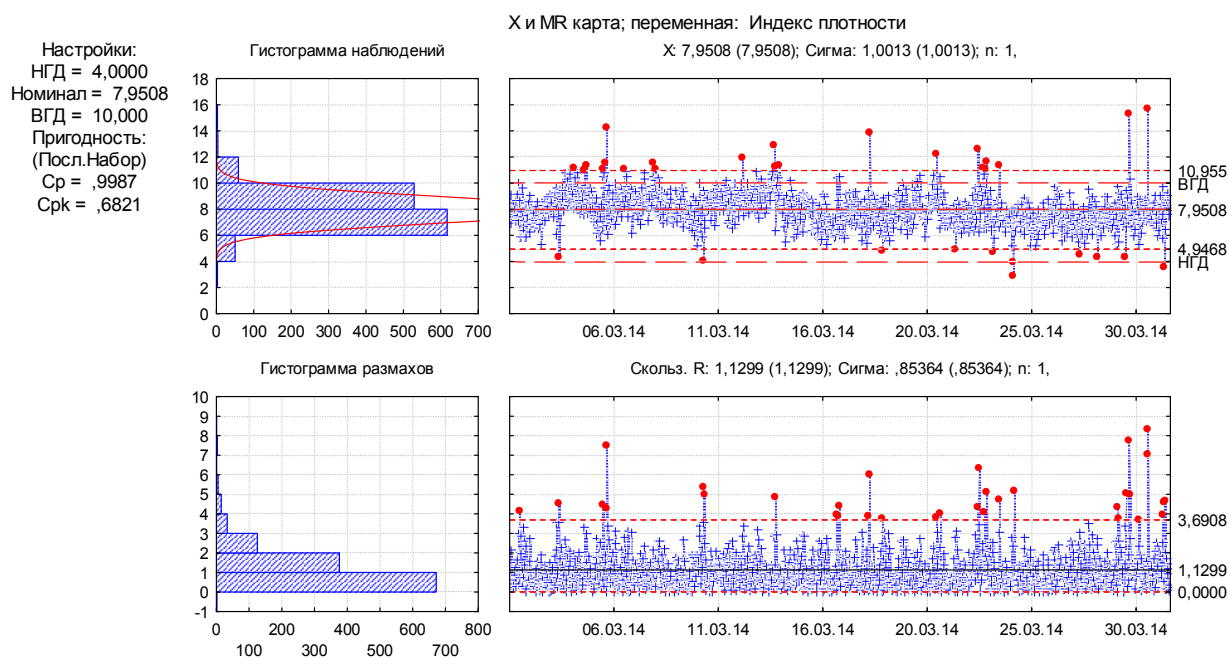 X и MR карта; переменная: Индекс плотности
Настройки:
НГД = 4,0000
Номинал = 7,9508
ВГД = 10,000
Пригодность:
(Посл.Набор)
Cp = ,9987
Cpk = ,6821
Гистограмма наблюдений
18
16
14
12
10
8
6
4
2
0
0 100 200 300 400 500 600 700
X: 7,9508 (7,9508); Сигма: 1,0013 (1,0013); n: 1,
10,955
ВГД
7,9508
4,9468
НГД
06.03.14 11.03.14 16.03.14 20.03.14 25.03.14 30.03.14
Гистограмма размахов
10
9
8
7
6
5
4
3
2
1
0
-1
0 200 400 600 800
100 300 500 700
Скольз. R: 1,1299 (1,1299); Сигма: ,85364 (,85364); n: 1,
3,6908
1,1299
0,0000
06.03.14 11.03.14 16.03.14 20.03.14 25.03.14 30.03.14